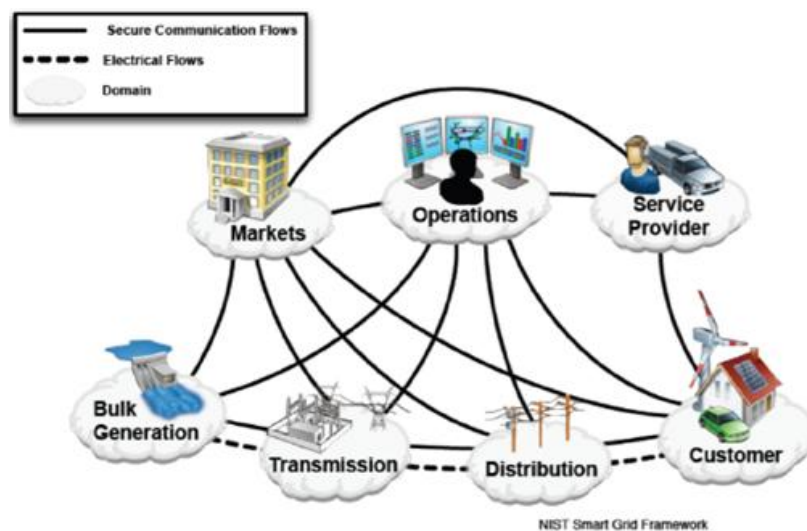 Secure Communication Flows
Electrical Flows
Domain
Markets
Operations
Service
Provider
Bulk
Generation
Transmission
Distribution
Customer
NIST Smart Grid Framework